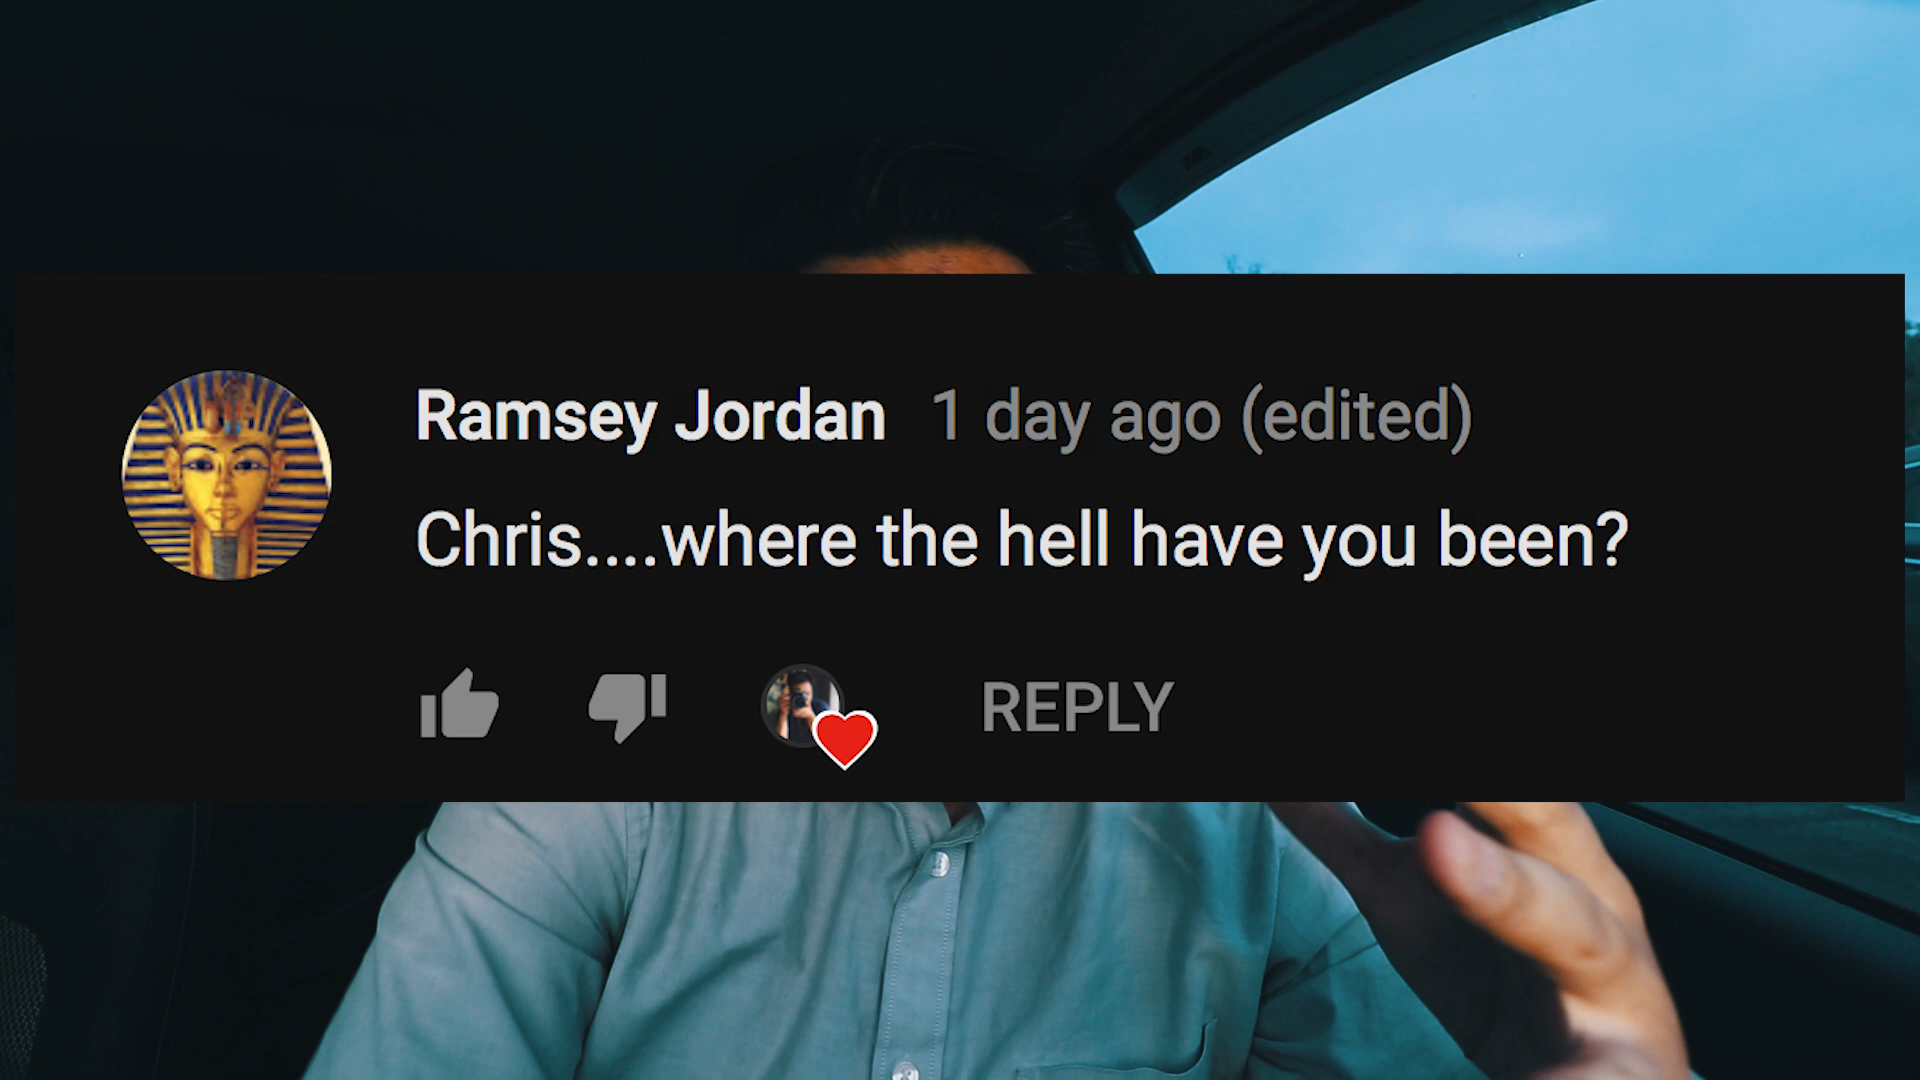 Ramsey Jordan 1 day ago (edited)
Chris....where the hell have you been?
REPLY